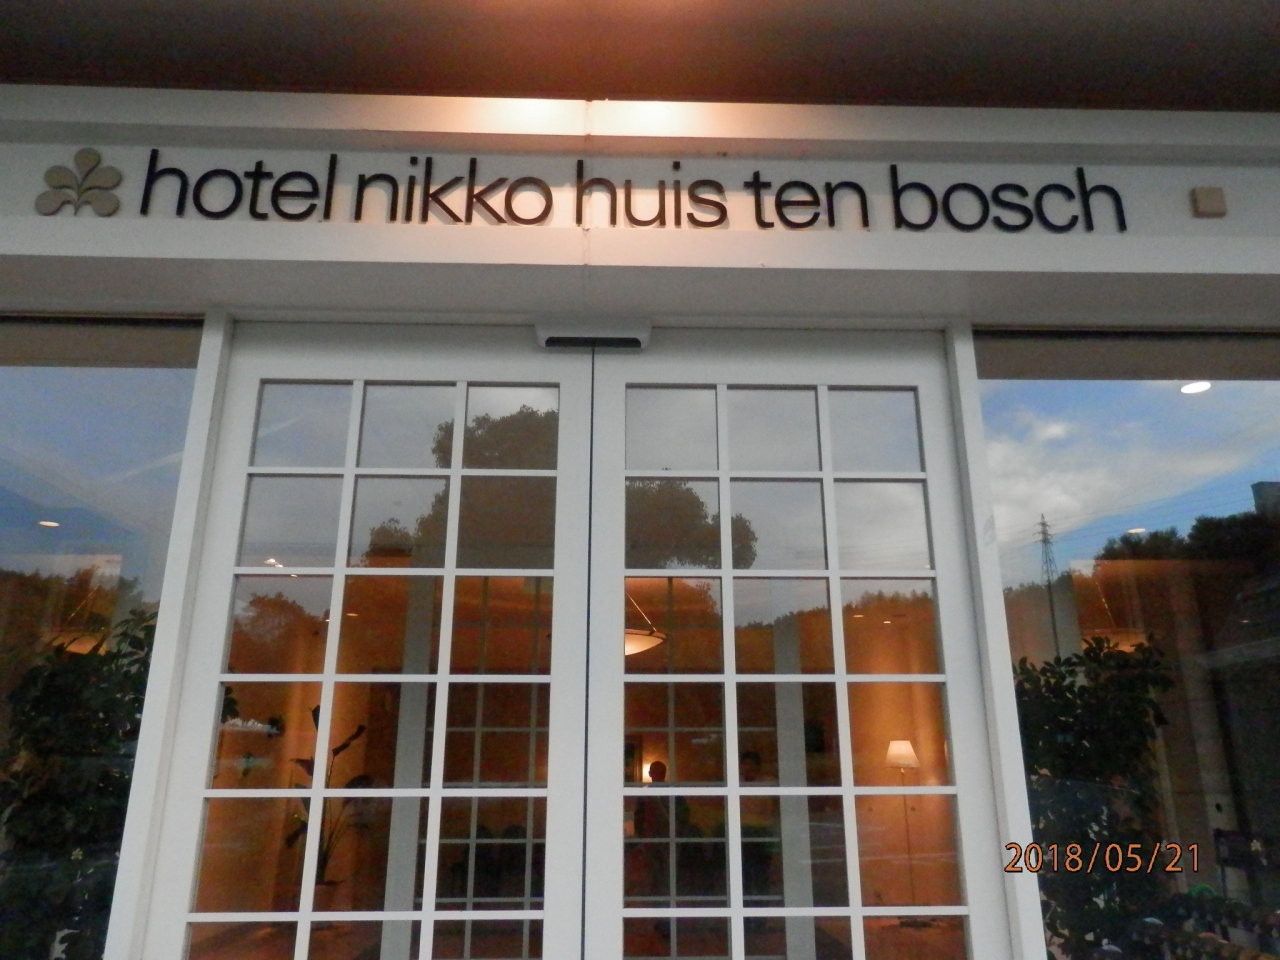 hotel nikko huis ten bosch
2018/05/21